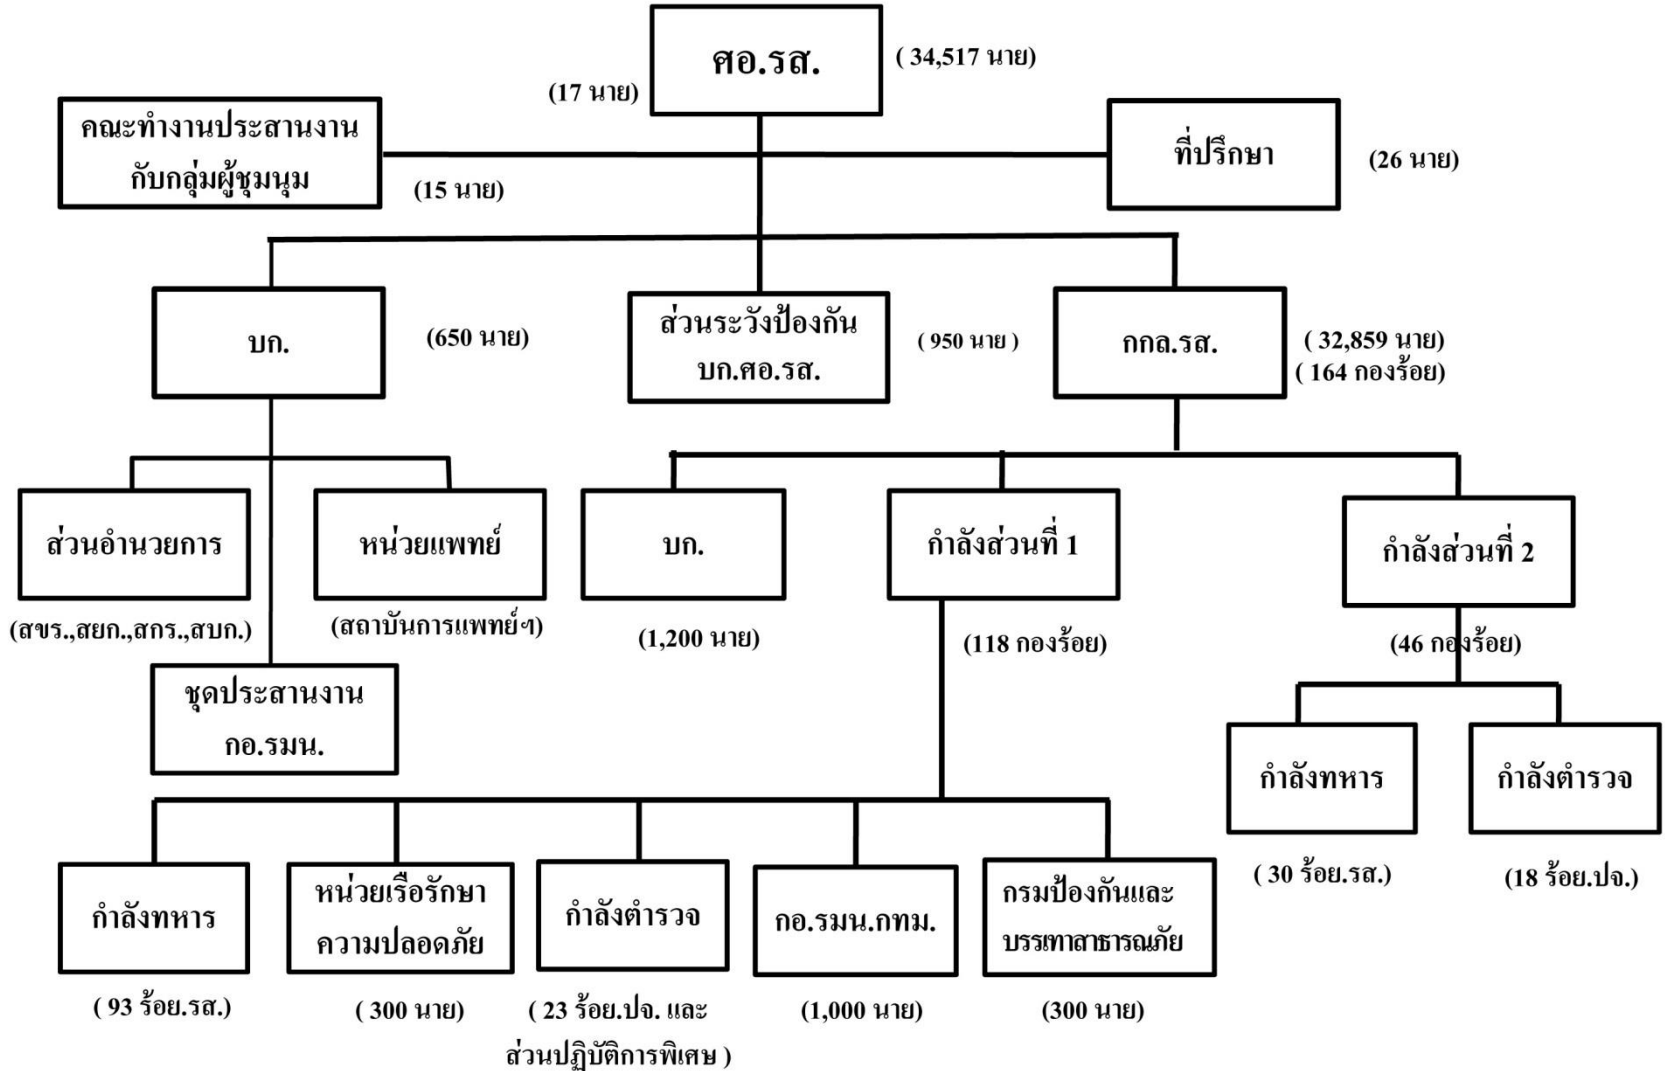 ศอ.รส.
( 34,517 นาย)
(17 นาย)
คณะทำงานประสานงาน
กับกลุ่มผู้ชุมนุม
(15 นาย)
ที่ปรึกษา
(26 นาย)
บก.
(650 นาย)
ส่วนระวังป้องกัน
บก.ศอ.รส.
( 950 นาย )
กกล.รส.
( 32,859 นาย)
( 164 กองร้อย)
ส่วนอำนวยการ
(สขร.,สยก.,สกร.,สบก.)
หน่วยแพทย์
(สถาบันการแพทย์ฯ)
ชุดประสานงาน
กอ.รมน.
บก.
(1,200 นาย)
กำลังส่วนที่ 1
(118 กองร้อย)
กำลังส่วนที่ 2
(46 กองร้อย)
กำลังทหาร
( 30 ร้อย.รส.)
กำลังตำรวจ
(18 ร้อย.ปจ.)
กำลังทหาร
( 93 ร้อย.รส.)
หน่วยเรือรักษา
ความปลอดภัย
( 300 นาย)
กำลังตำรวจ
( 23 ร้อย.ปจ. และ
ส่วนปฏิบัติการพิเศษ )
กอ.รมน.กทม.
(1,000 นาย)
กรมป้องกันและ
บรรเทาสาธารณภัย
(300 นาย)